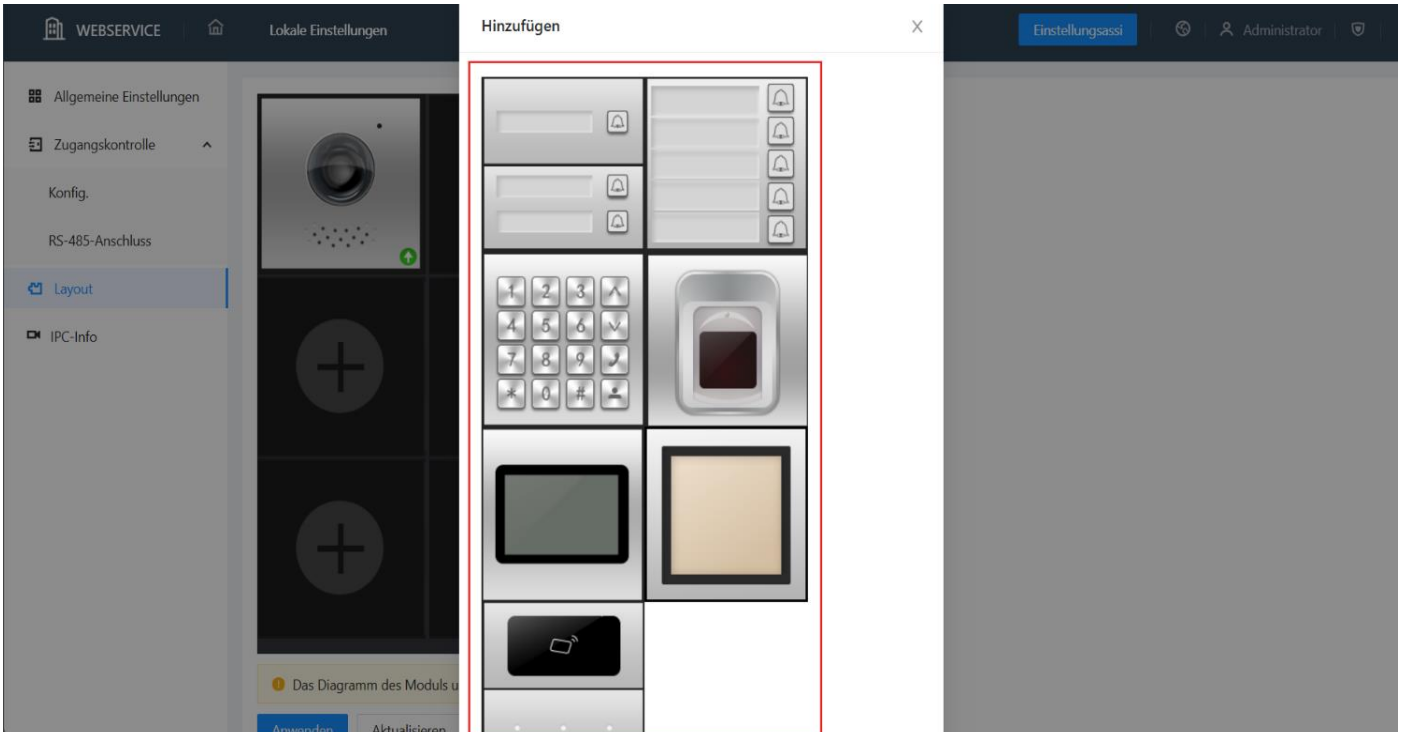 WEBSERVICE
Lokale Einstellungen
Hinzufügen
X
Einstellungsassi
Administrator
Allgemeine Einstellungen
Zugangskontrolle
Konfig.
RS-485-Anschluss
Layout
IPC-Info
1 2 3
4 5 6
7 8 9
* 0 #
Das Diagramm des Moduls u
Anwenden
Aktualisieren